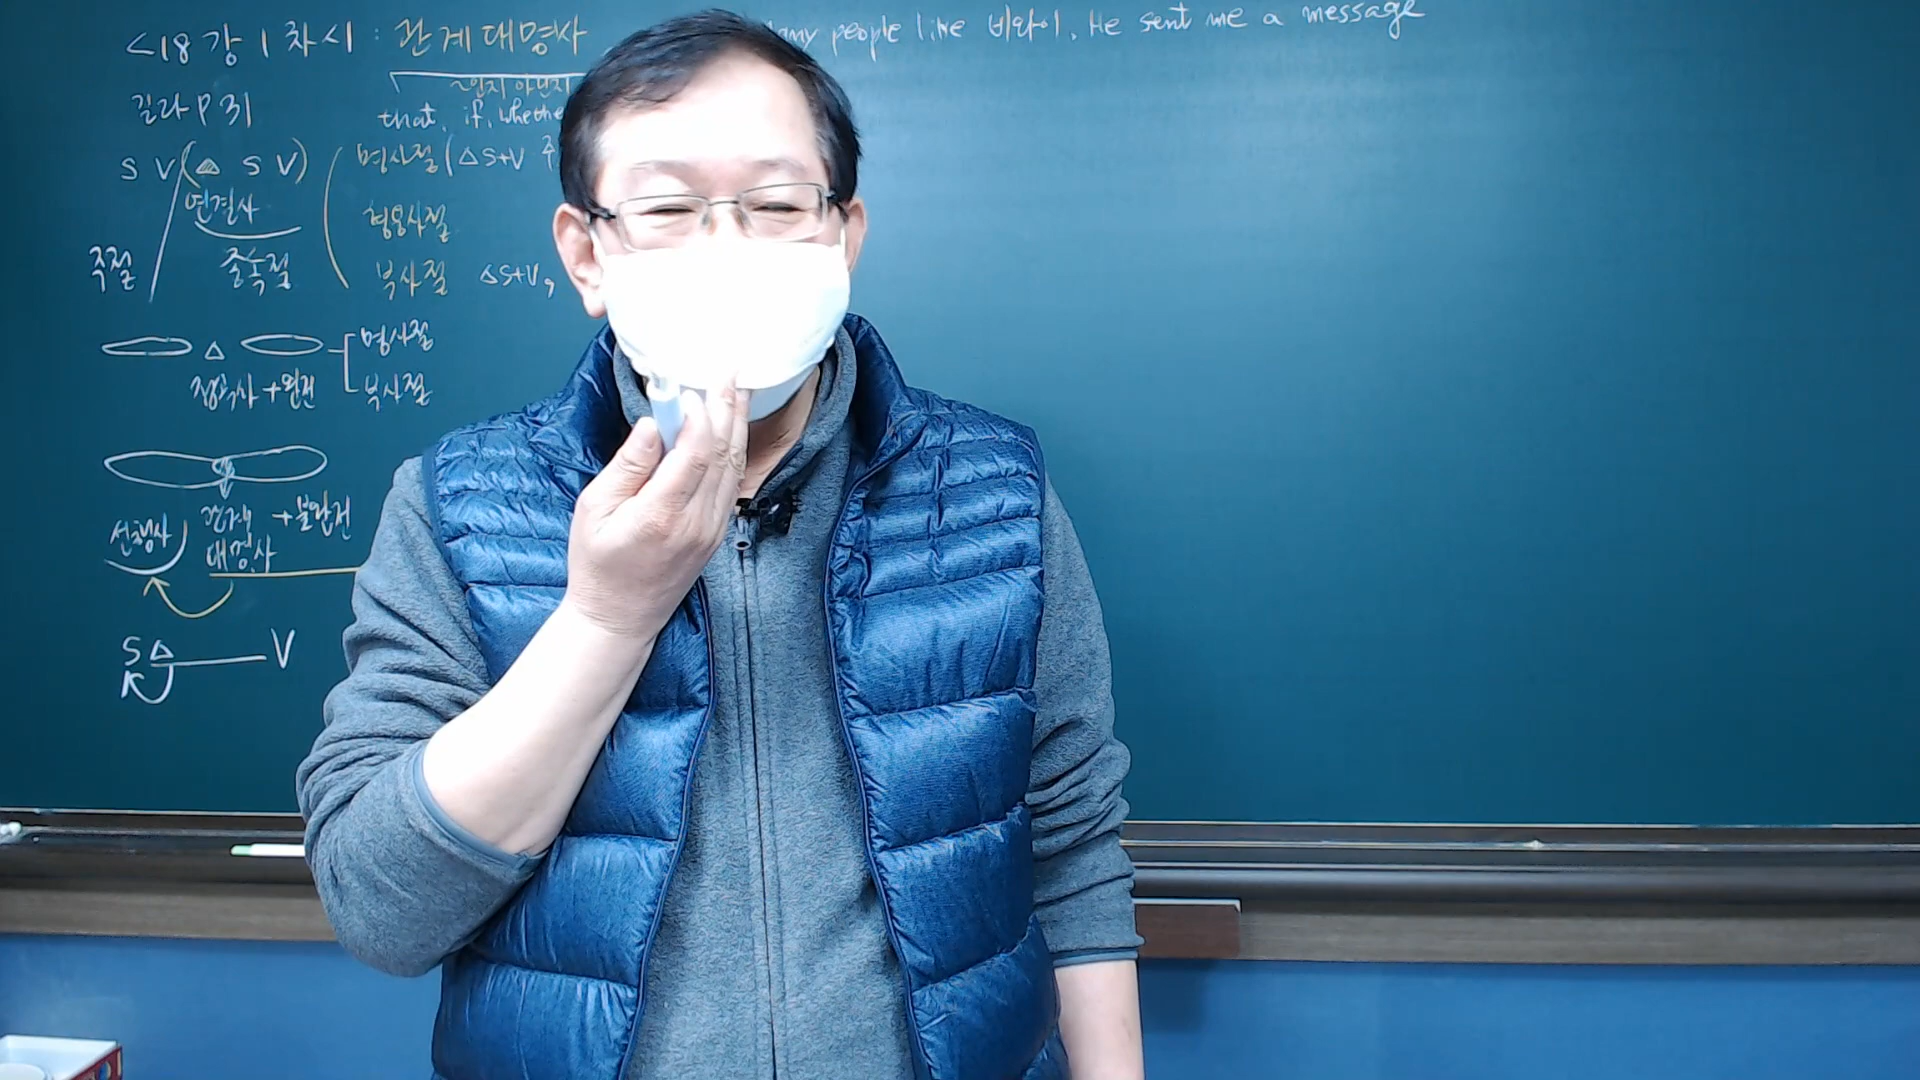 <18강 1차시 : 관계대명사
any people like 비와이. He sent me a message
~인지 아닌지
길라 P31
that, if, whethe
S V (△ S V)
명사절 (△ S+V 주
연결사
형용사절
주절
종속절
부사절 △S+V,
△
명사절
접속사 + 완전
부사절
선행사
관계
대명사
+ 불완전
S △ V